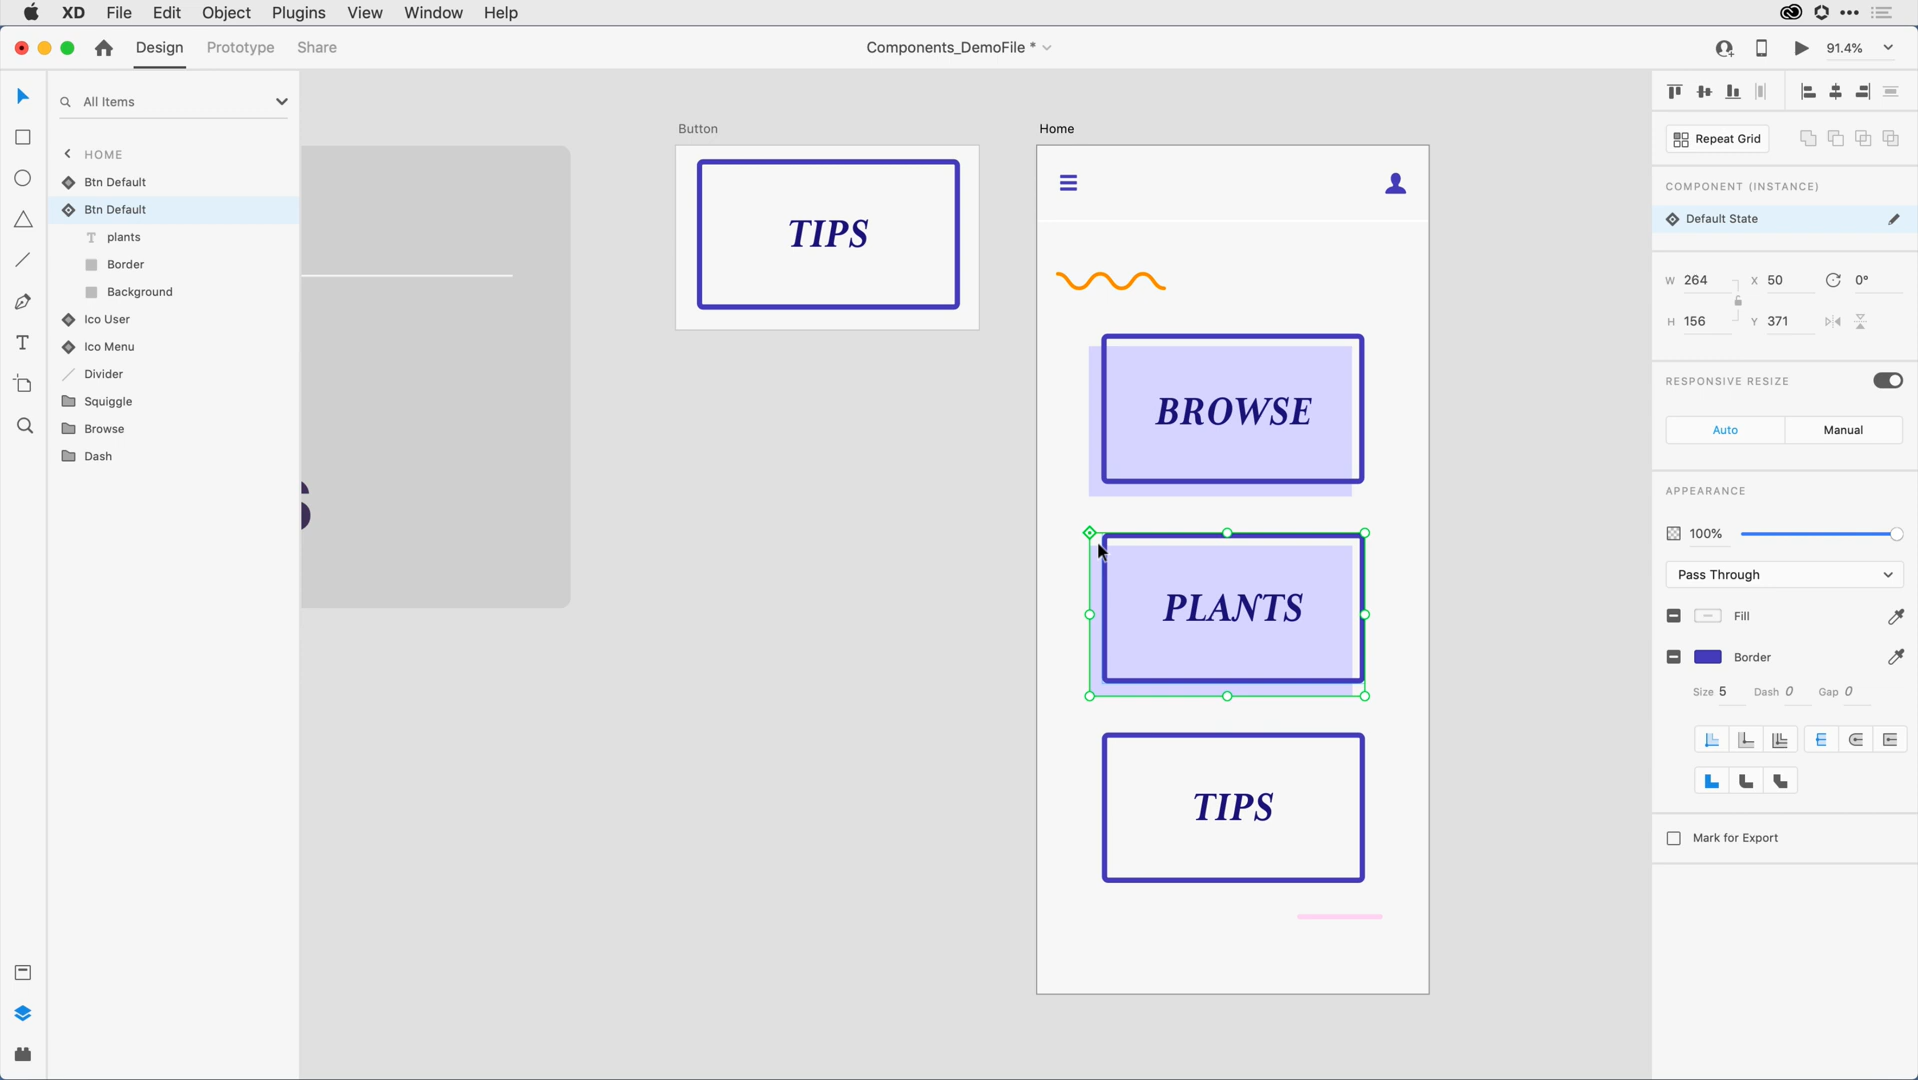 XD File Edit Object Plugins View Window Help
Design Prototype Share
Components_DemoFile *
91.4%
All Items
HOME
Btn Default
Btn Default
plants
Border
Background
Ico User
Ico Menu
Divider
Squiggle
Browse
Dash
S
Button
TIPS
Home
BROWSE
PLANTS
TIPS
Repeat Grid
COMPONENT (INSTANCE)
Default State
W 264 X 50 0°
H 156 Y 371
RESPONSIVE RESIZE
Auto Manual
APPEARANCE
100%
Pass Through
Fill
Border
Size 5 Dash 0 Gap 0
Mark for Export